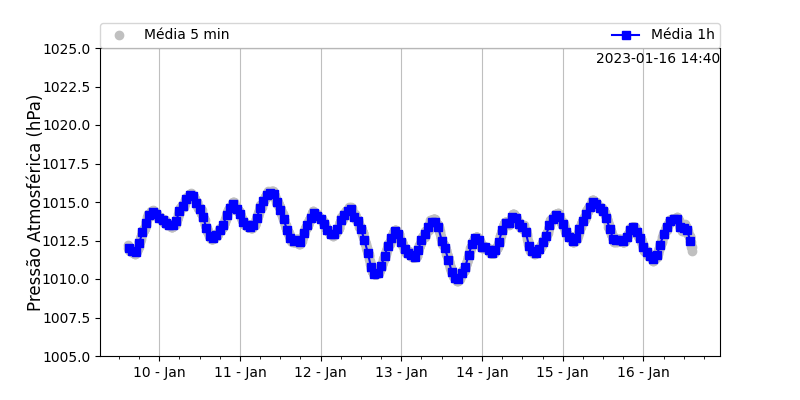 Média 5 min
Média 1h
2023-01-16 14:40
Pressão Atmosférica (hPa)
1025.0
1022.5
1020.0
1017.5
1015.0
1012.5
1010.0
1007.5
1005.0
10 - Jan
11 - Jan
12 - Jan
13 - Jan
14 - Jan
15 - Jan
16 - Jan